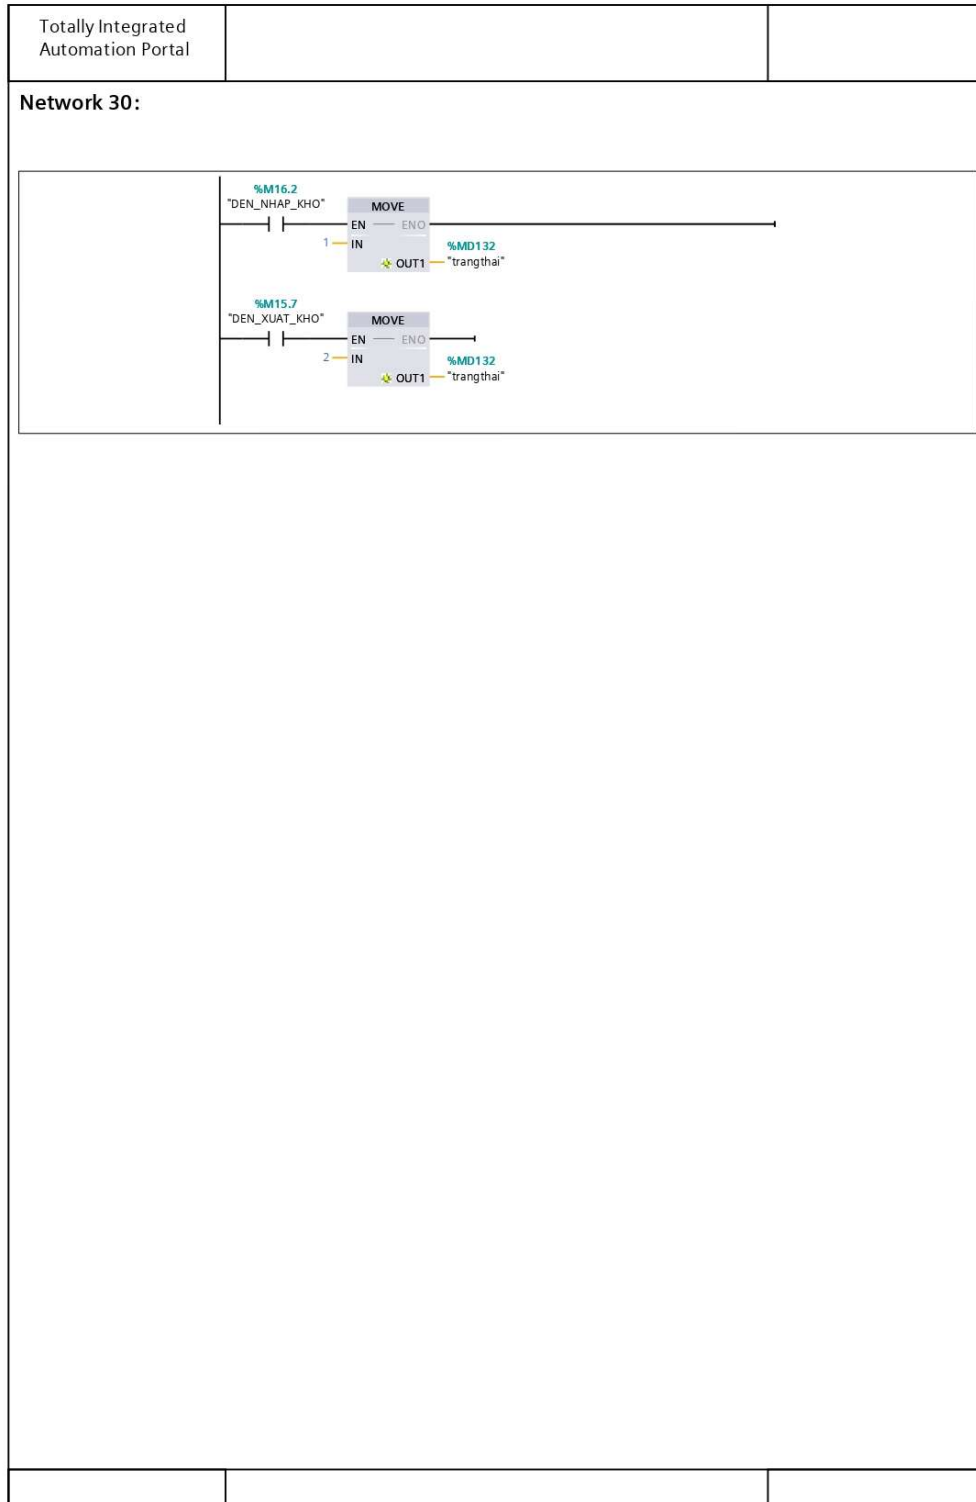 Totally Integrated
Automation Portal
Network 30:
%M16.2
"DEN_NHAP_KHO"
MOVE
EN
ENO
1
IN
%MD132
OUT1
"trangthai"
%M15.7
"DEN_XUAT_KHO"
MOVE
EN
ENO
2
IN
%MD132
OUT1
"trangthai"